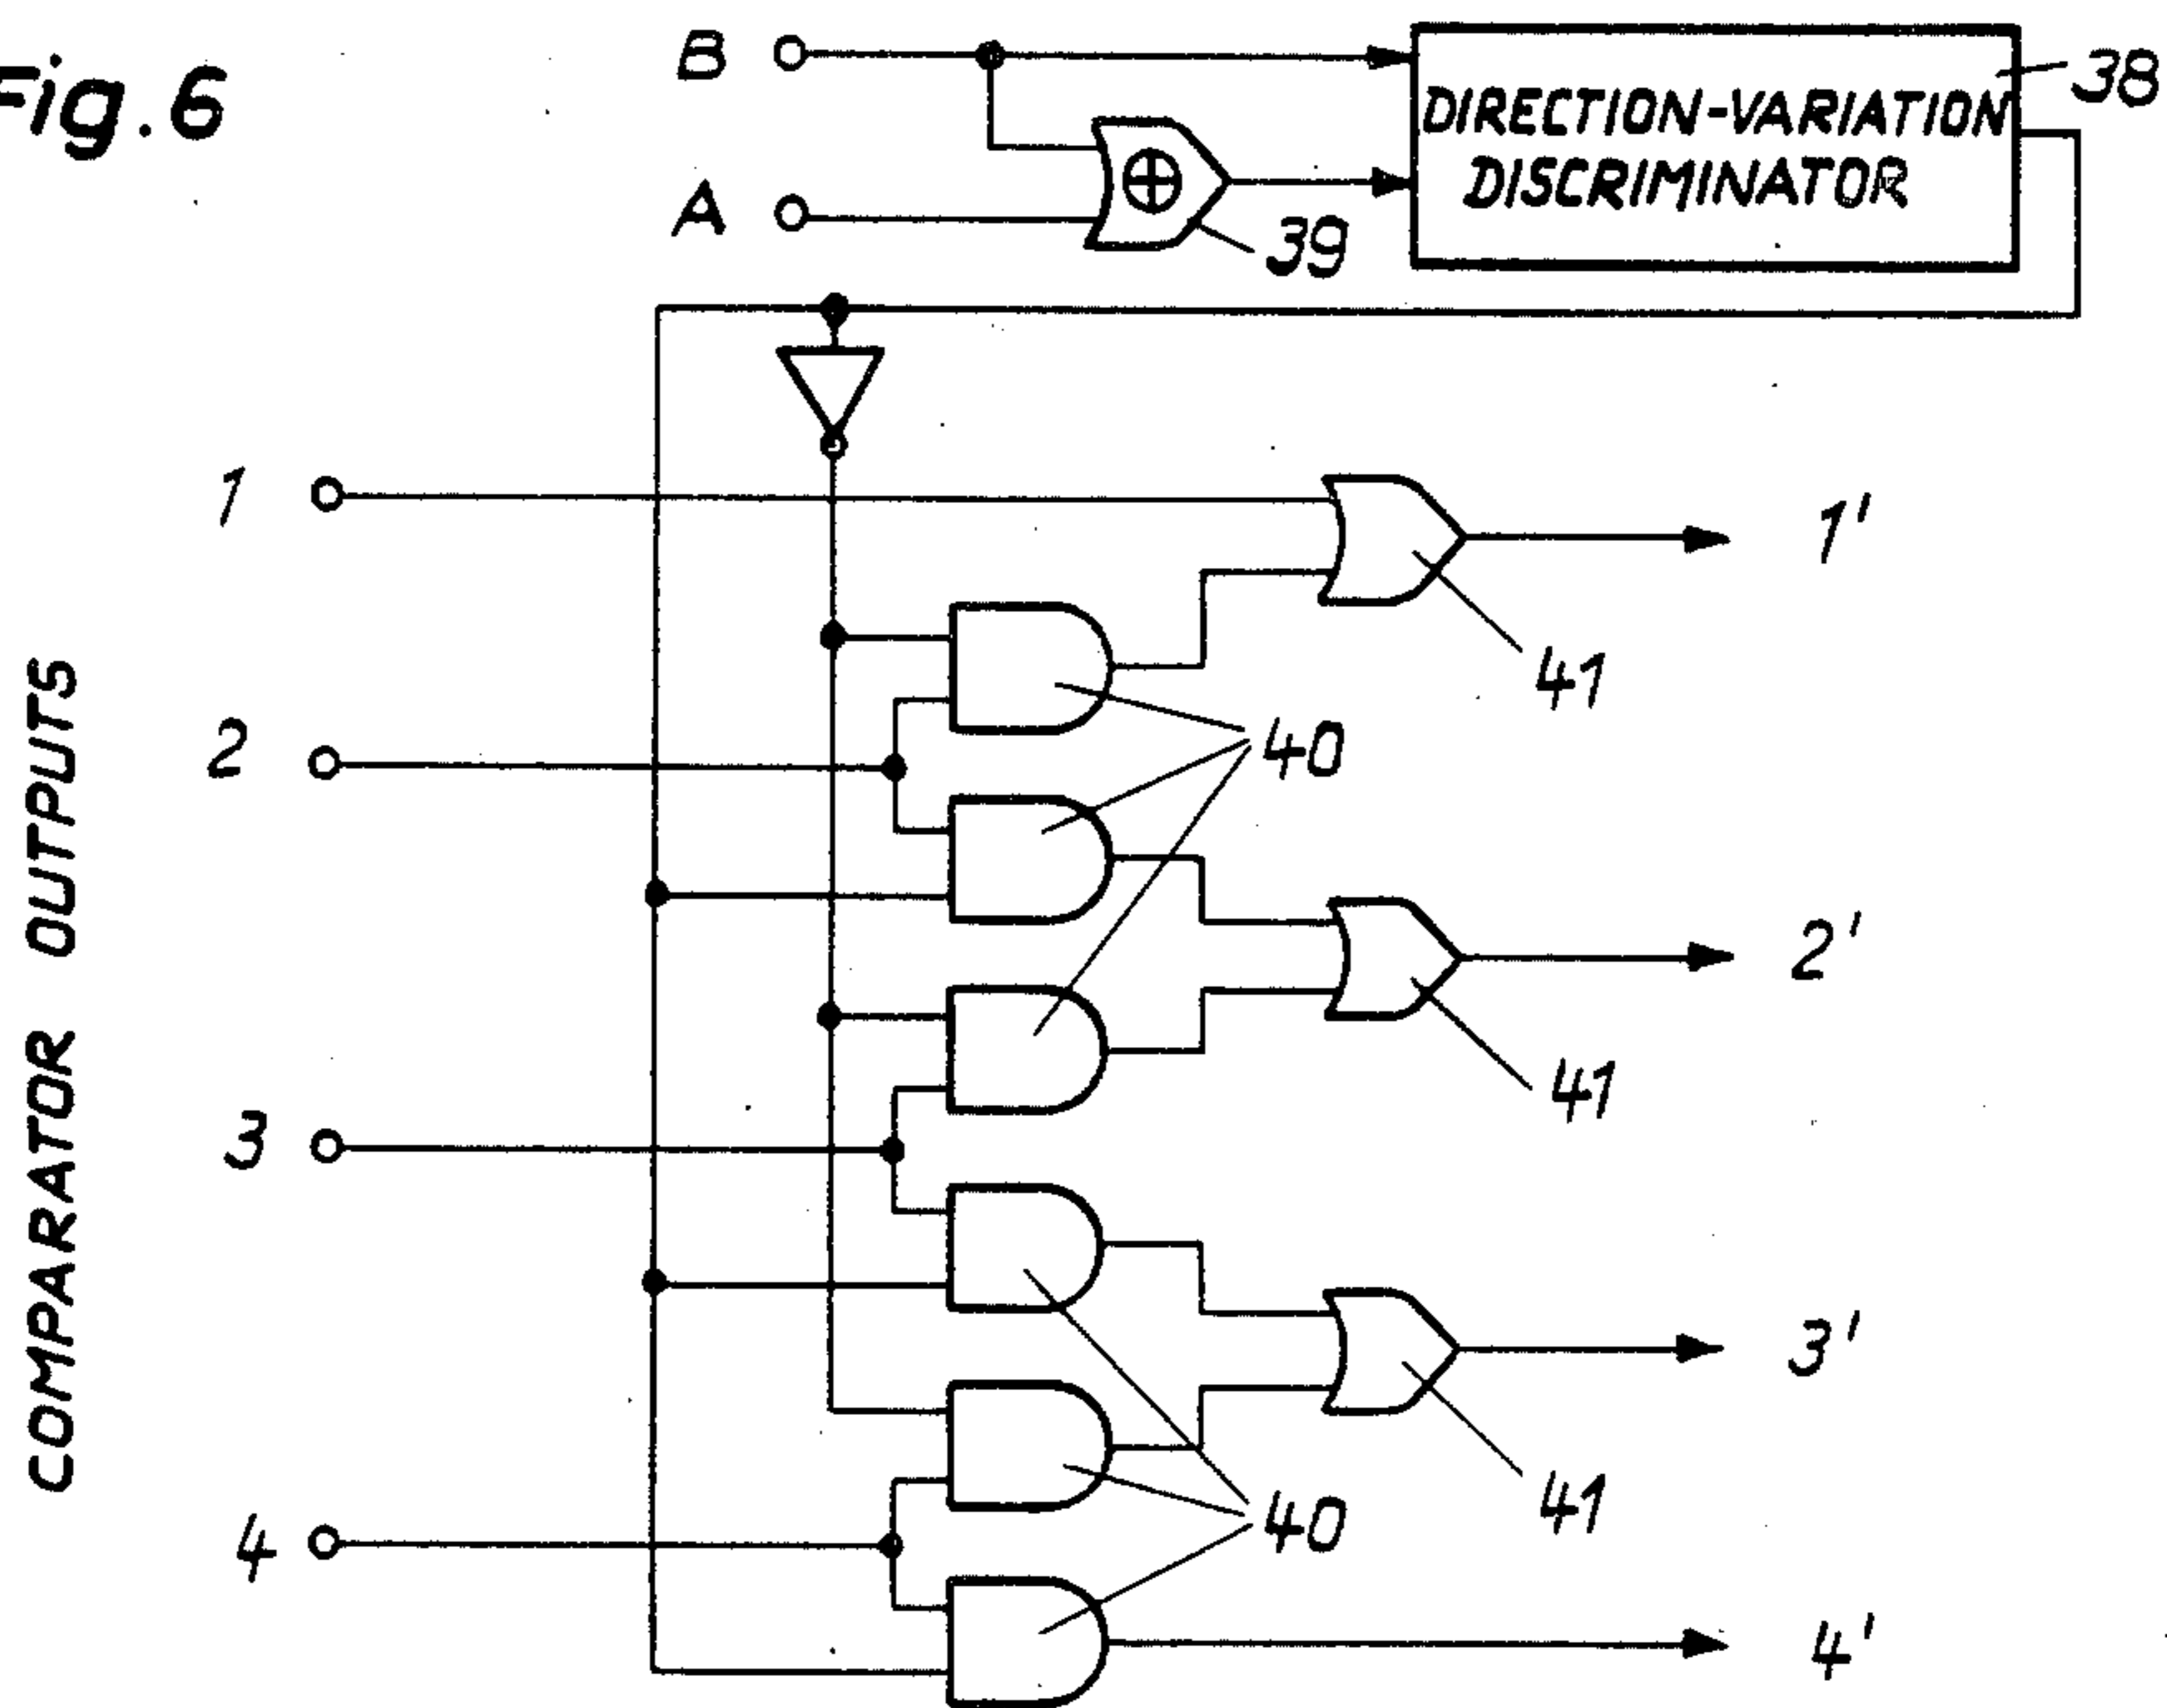 Fig. 6
B
A
DIRECTION-VARIATION
DISCRIMINATOR
38
39
1
1'
41
2
40
2'
41
3
3'
41
40
4
4'
COMPARATOR OUTPUTS